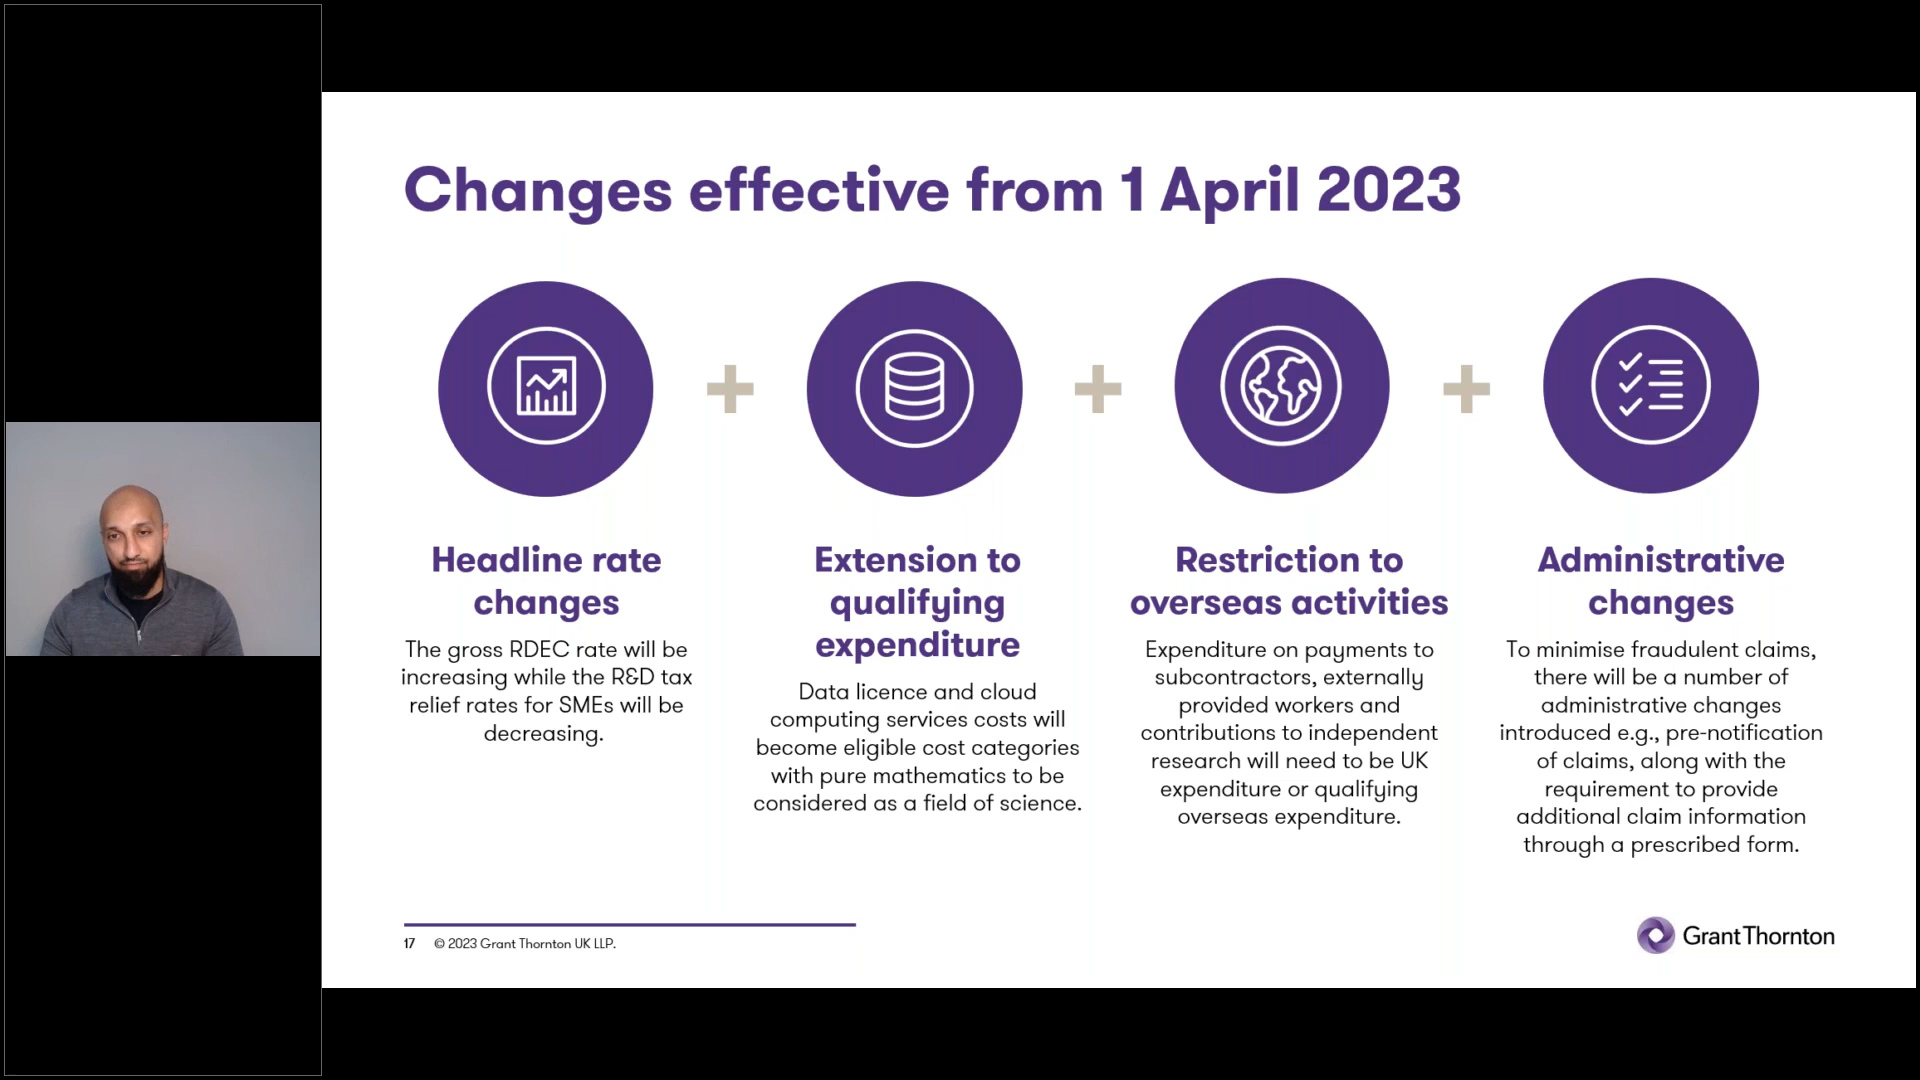 Changes effective from 1 April 2023
Headline rate
changes
The gross RDEC rate will be
increasing while the R&D tax
relief rates for SMEs will be
decreasing.
Extension to
qualifying
expenditure
Data licence and cloud
computing services costs will
become eligible cost categories
with pure mathematics to be
considered as a field of science.
Restriction to
overseas activities
Expenditure on payments to
subcontractors, externally
provided workers and
contributions to independent
research will need to be UK
expenditure or qualifying
overseas expenditure.
Administrative
changes
To minimise fraudulent claims,
there will be a number of
administrative changes
introduced e.g., pre-notification
of claims, along with the
requirement to provide
additional claim information
through a prescribed form.
17 © 2023 Grant Thornton UK LLP.
Grant Thornton